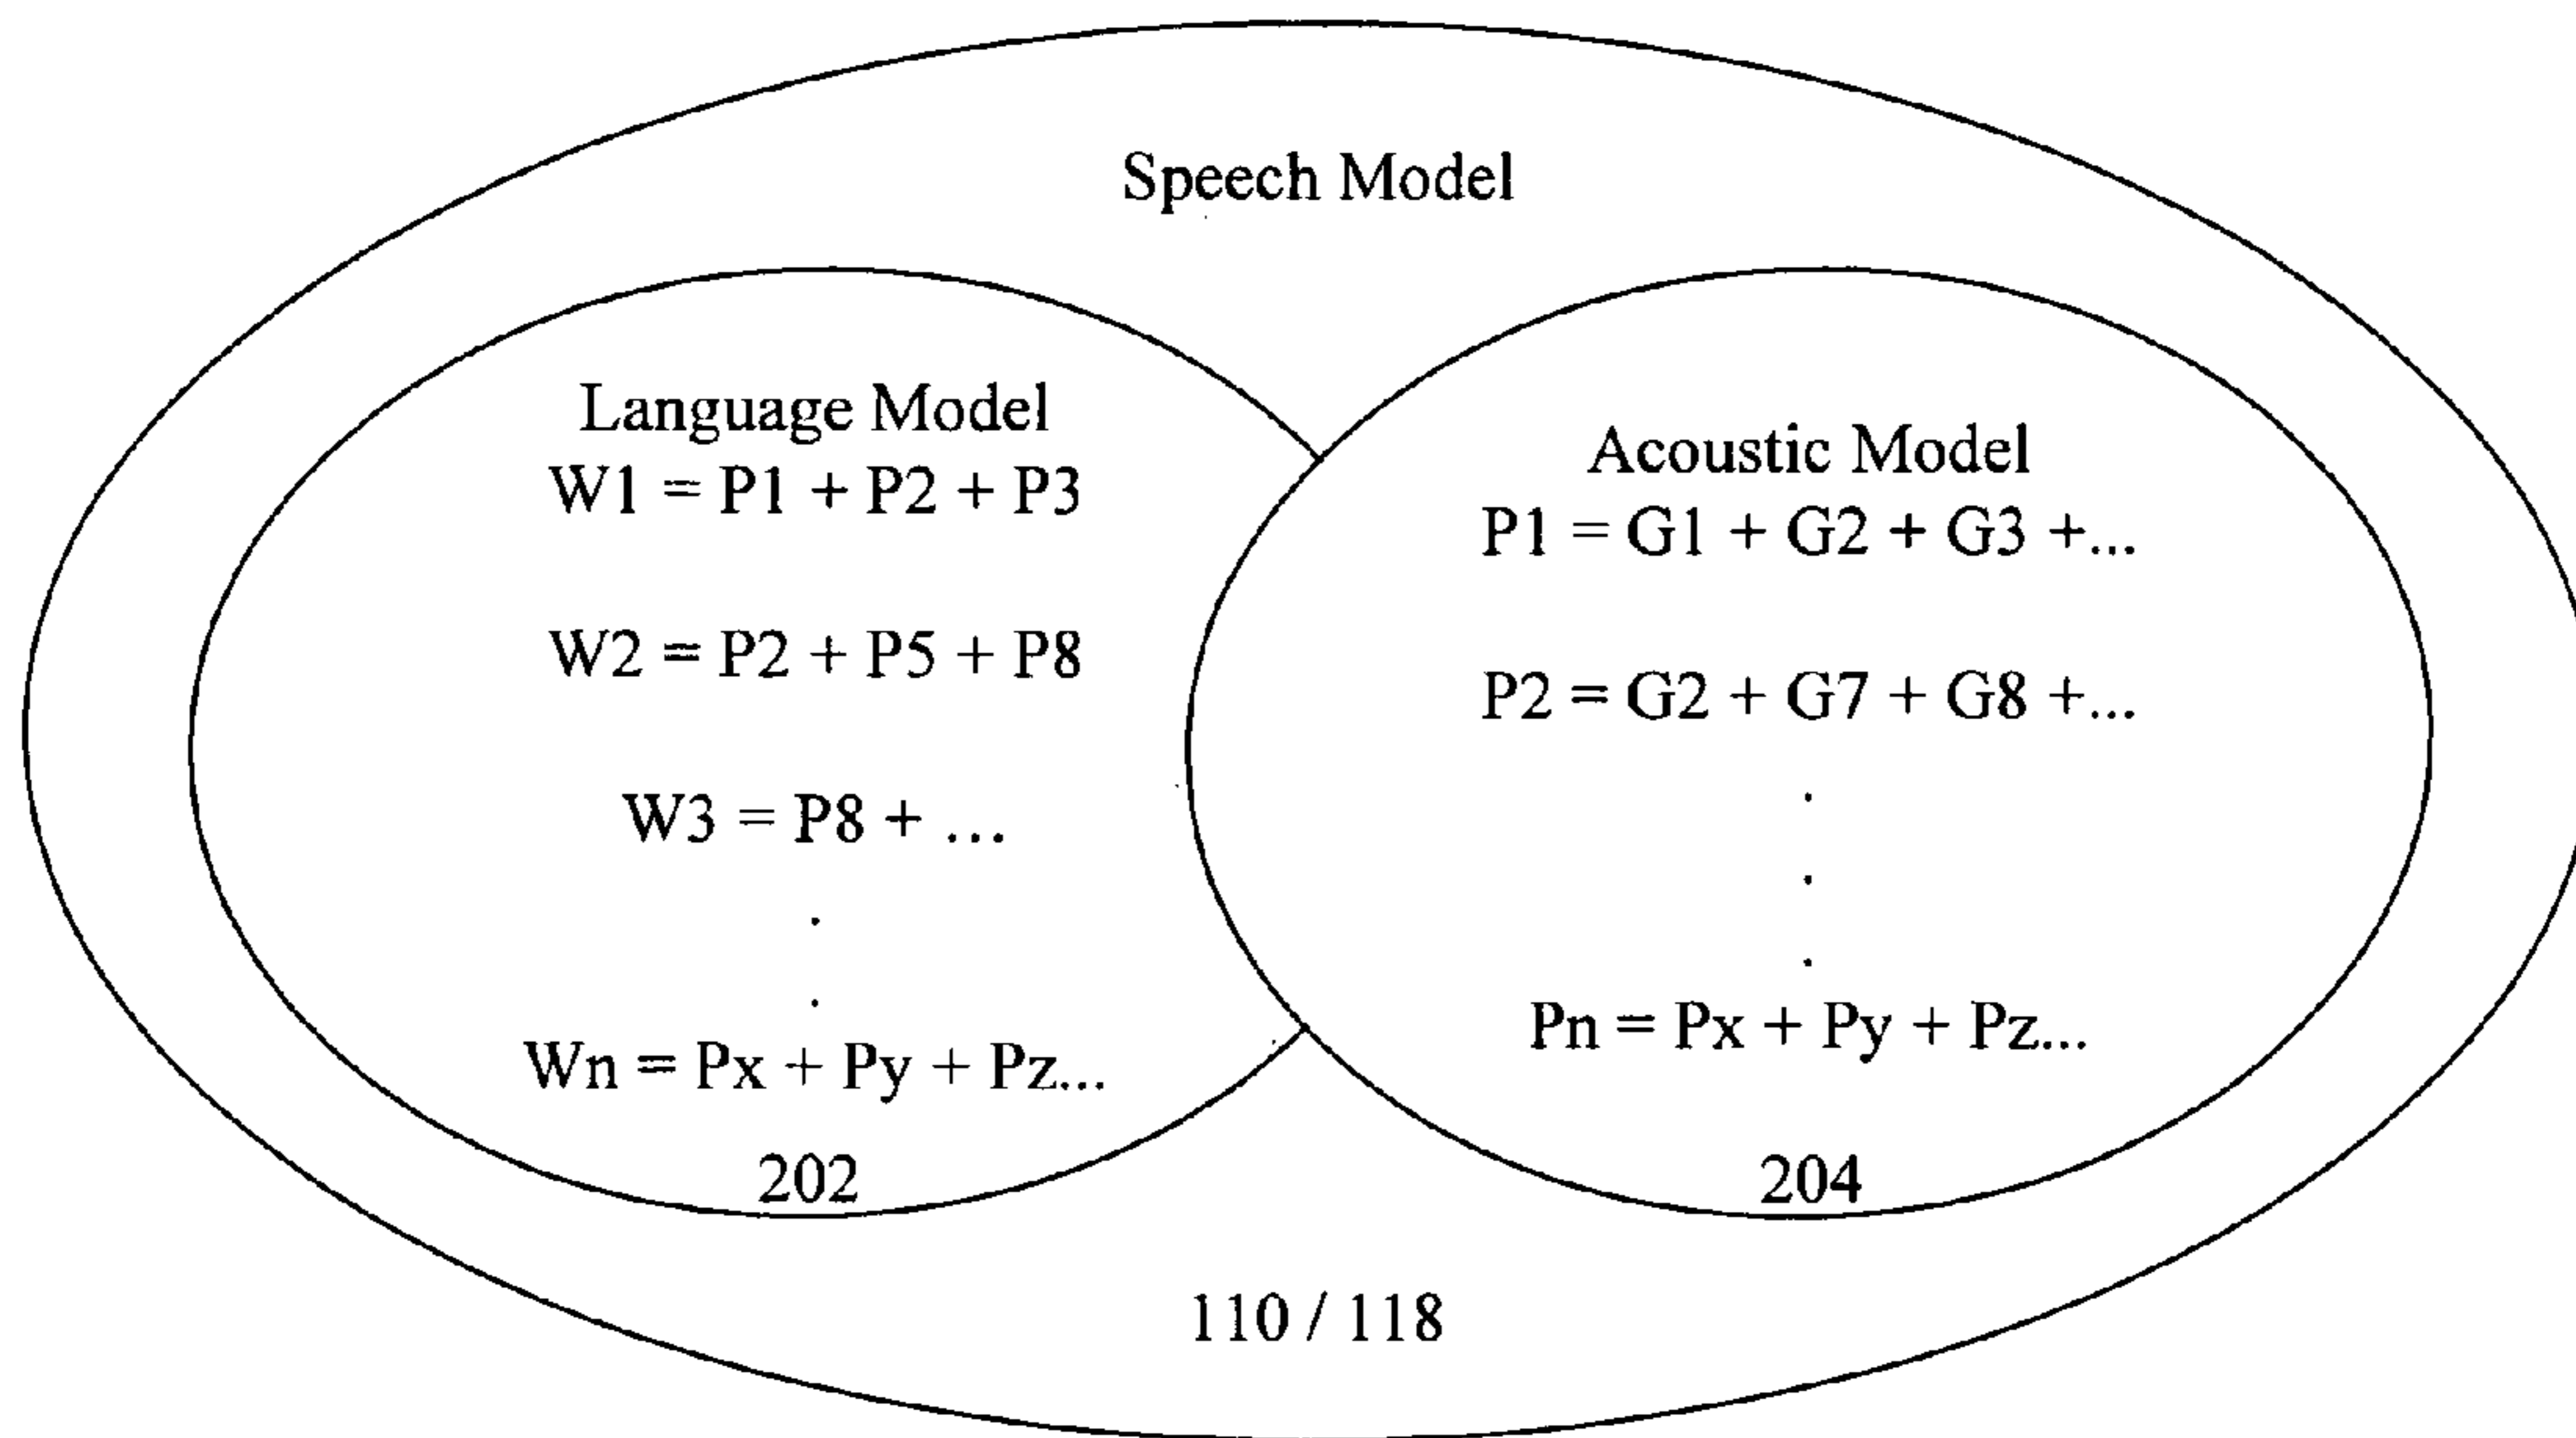 Speech Model
Language Model
W1 = P1 + P2 + P3
W2 = P2 + P5 + P8
W3 = P8 + ...
.
.
Wn = Px + Py + Pz...
202
Acoustic Model
P1 = G1 + G2 + G3 +...
P2 = G2 + G7 + G8 +...
.
.
.
Pn = Px + Py + Pz...
204
110 / 118